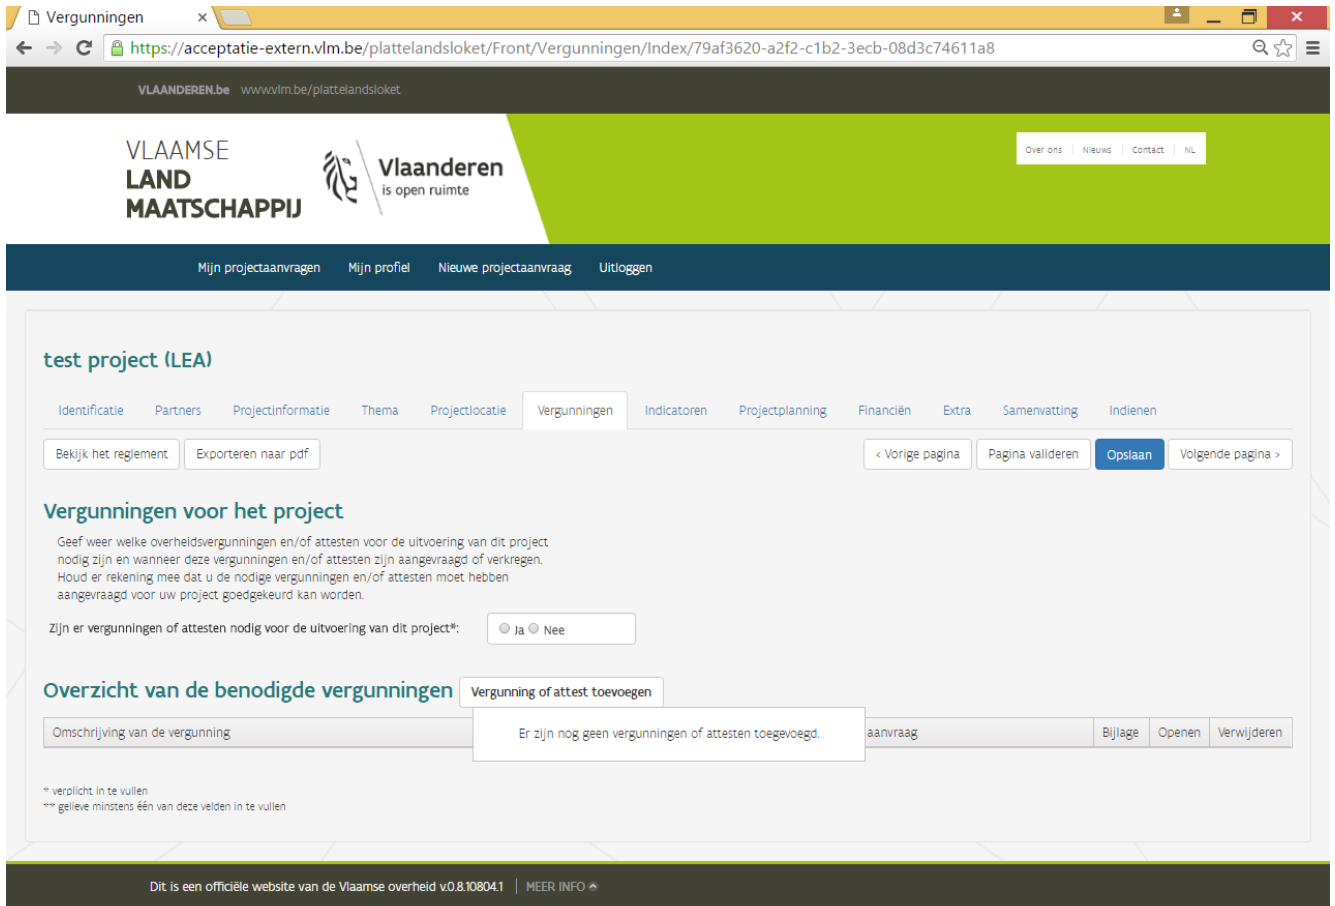 Vergunningen
https://acceptatie-extern.vlm.be/plattelandsloket/Front/Vergunningen/Index/79af3620-a2f2-c1b2-3ecb-08d3c74611a8
VLAANDEREN.be www.vlm.be/plattelandsloket
VLAAMSE
LAND
MAATSCHAPPIJ
Vlaanderen
is open ruimte
Over ons | Nieuws | Contact | NL
Mijn projectaanvragen Mijn profiel Nieuwe projectaanvraag Uitloggen
test project (LEA)
Identificatie Partners Projectinformatie Thema Projectlocatie Vergunningen Indicatoren Projectplanning Financiën Extra Samenvatting Indienen
Bekijk het reglement Exporteren naar pdf < Vorige pagina Pagina valideren Opslaan Volgende pagina >
Vergunningen voor het project
Geef weer welke overheidsvergunningen en/of attesten voor de uitvoering van dit project
nodig zijn en wanneer deze vergunningen en/of attesten zijn aangevraagd of verkregen.
Houd er rekening mee dat u de nodige vergunningen en/of attesten moet hebben
aangevraagd voor uw project goedgekeurd kan worden.
Zijn er vergunningen of attesten nodig voor de uitvoering van dit project*: Ja Nee
Overzicht van de benodigde vergunningen Vergunning of attest toevoegen
Omschrijving van de vergunning aanvraag Bijlage Openen Verwijderen
Er zijn nog geen vergunningen of attesten toegevoegd.
* verplicht in te vullen
** gelieve minstens één van deze velden in te vullen
Dit is een officiële website van de Vlaamse overheid v.0.8.10804.1 | MEER INFO